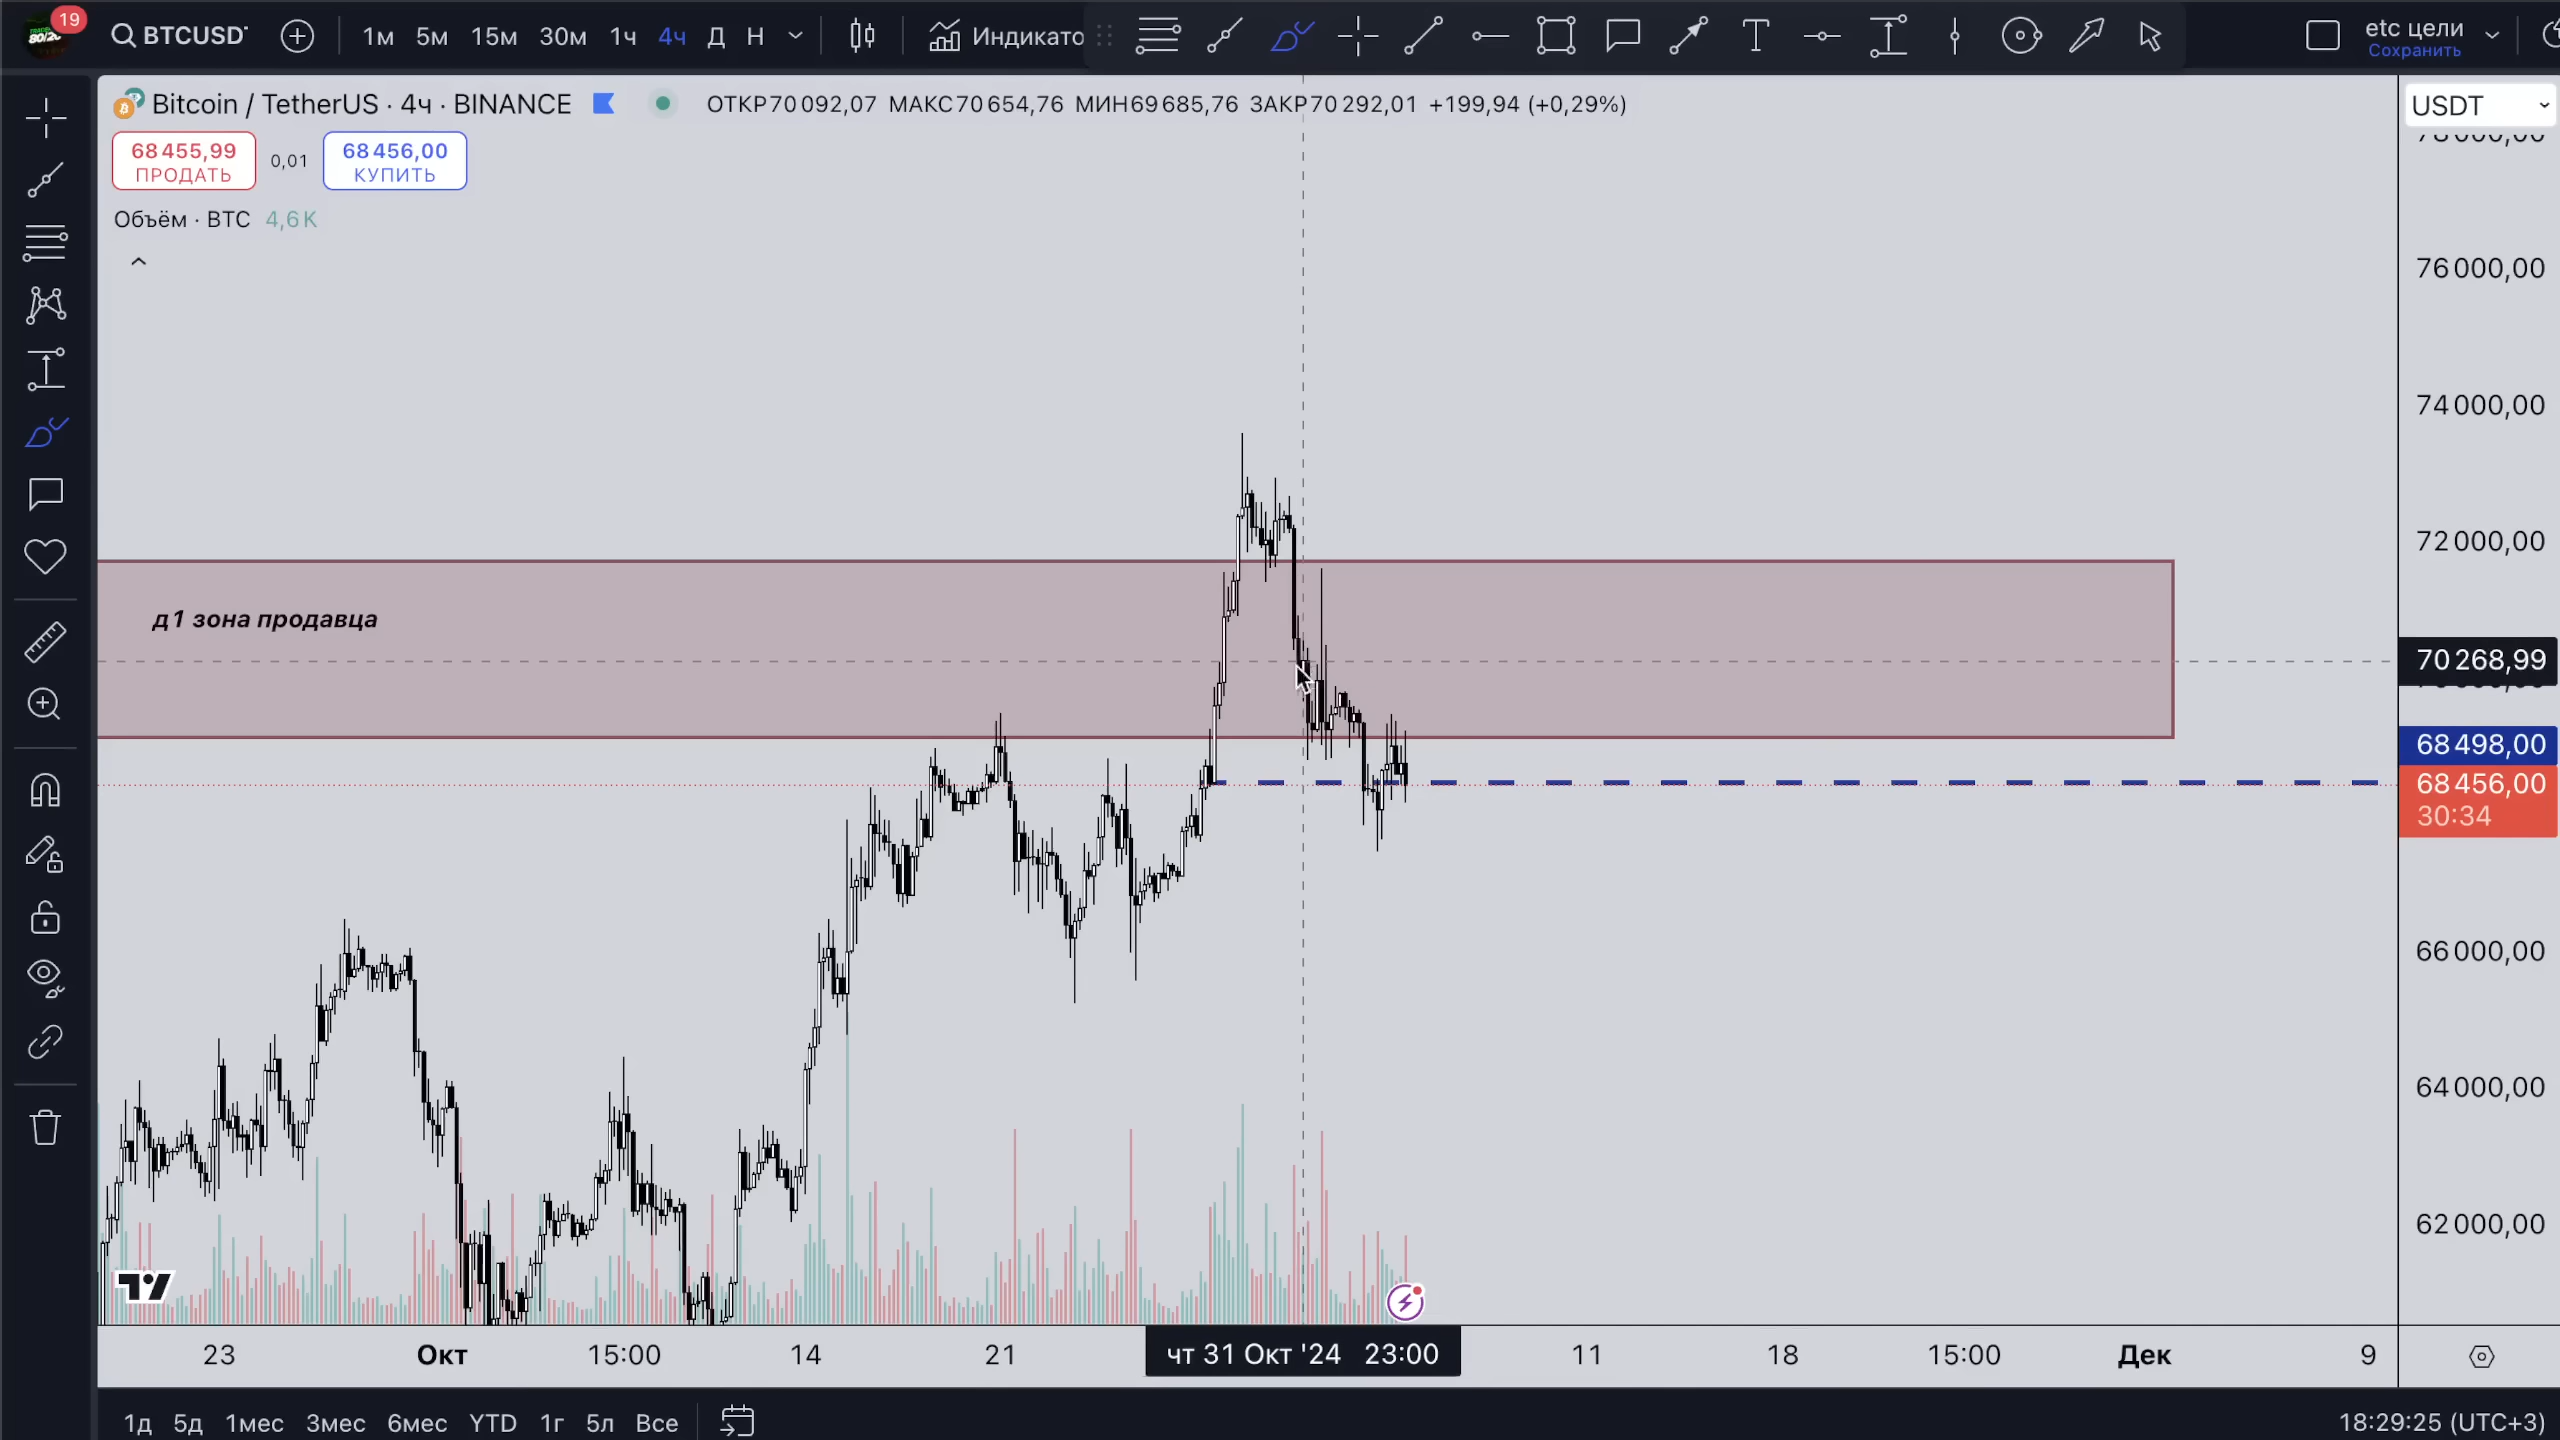 19
BTCUSD
1м 5м 15м 30м 1ч 4ч Д Н
Индикато
etc цели
Сохранить
Bitcoin / TetherUS · 4ч · BINANCE
ОТКР70 092,07 МАКС70 654,76 МИН69 685,76 ЗАКР70 292,01 +199,94 (+0,29%)
USDT
68 455,99
ПРОДАТЬ
0,01
68 456,00
КУПИТЬ
Объём · BTC 4,6K
76 000,00
74 000,00
72 000,00
д1 зона продавца
70 268,99
68 498,00
68 456,00
30:34
66 000,00
64 000,00
62 000,00
23 Окт 15:00 14 21 чт 31 Окт '24 23:00 11 18 15:00 Дек 9
1д 5д 1мес 3мес 6мес YTD 1г 5л Все
18:29:25 (UTC+3)